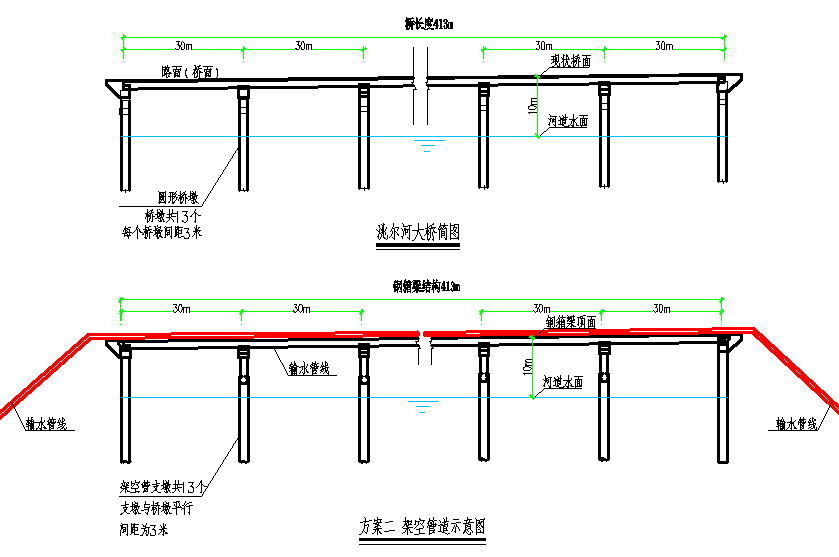 桥长度413m
30m 30m 30m 30m
路面(桥面) 现状桥面
10m
河道水面
圆形桥墩
桥墩共13个
每个桥墩间距3米
洮尔河大桥简图
钢箱梁结构413m
30m 30m 30m 30m
钢箱梁顶面
输水管线 10m 河道水面
输水管线 输水管线
架空管支墩共13个
支墩与桥墩平行
间距为3米
方案二 架空管道示意图